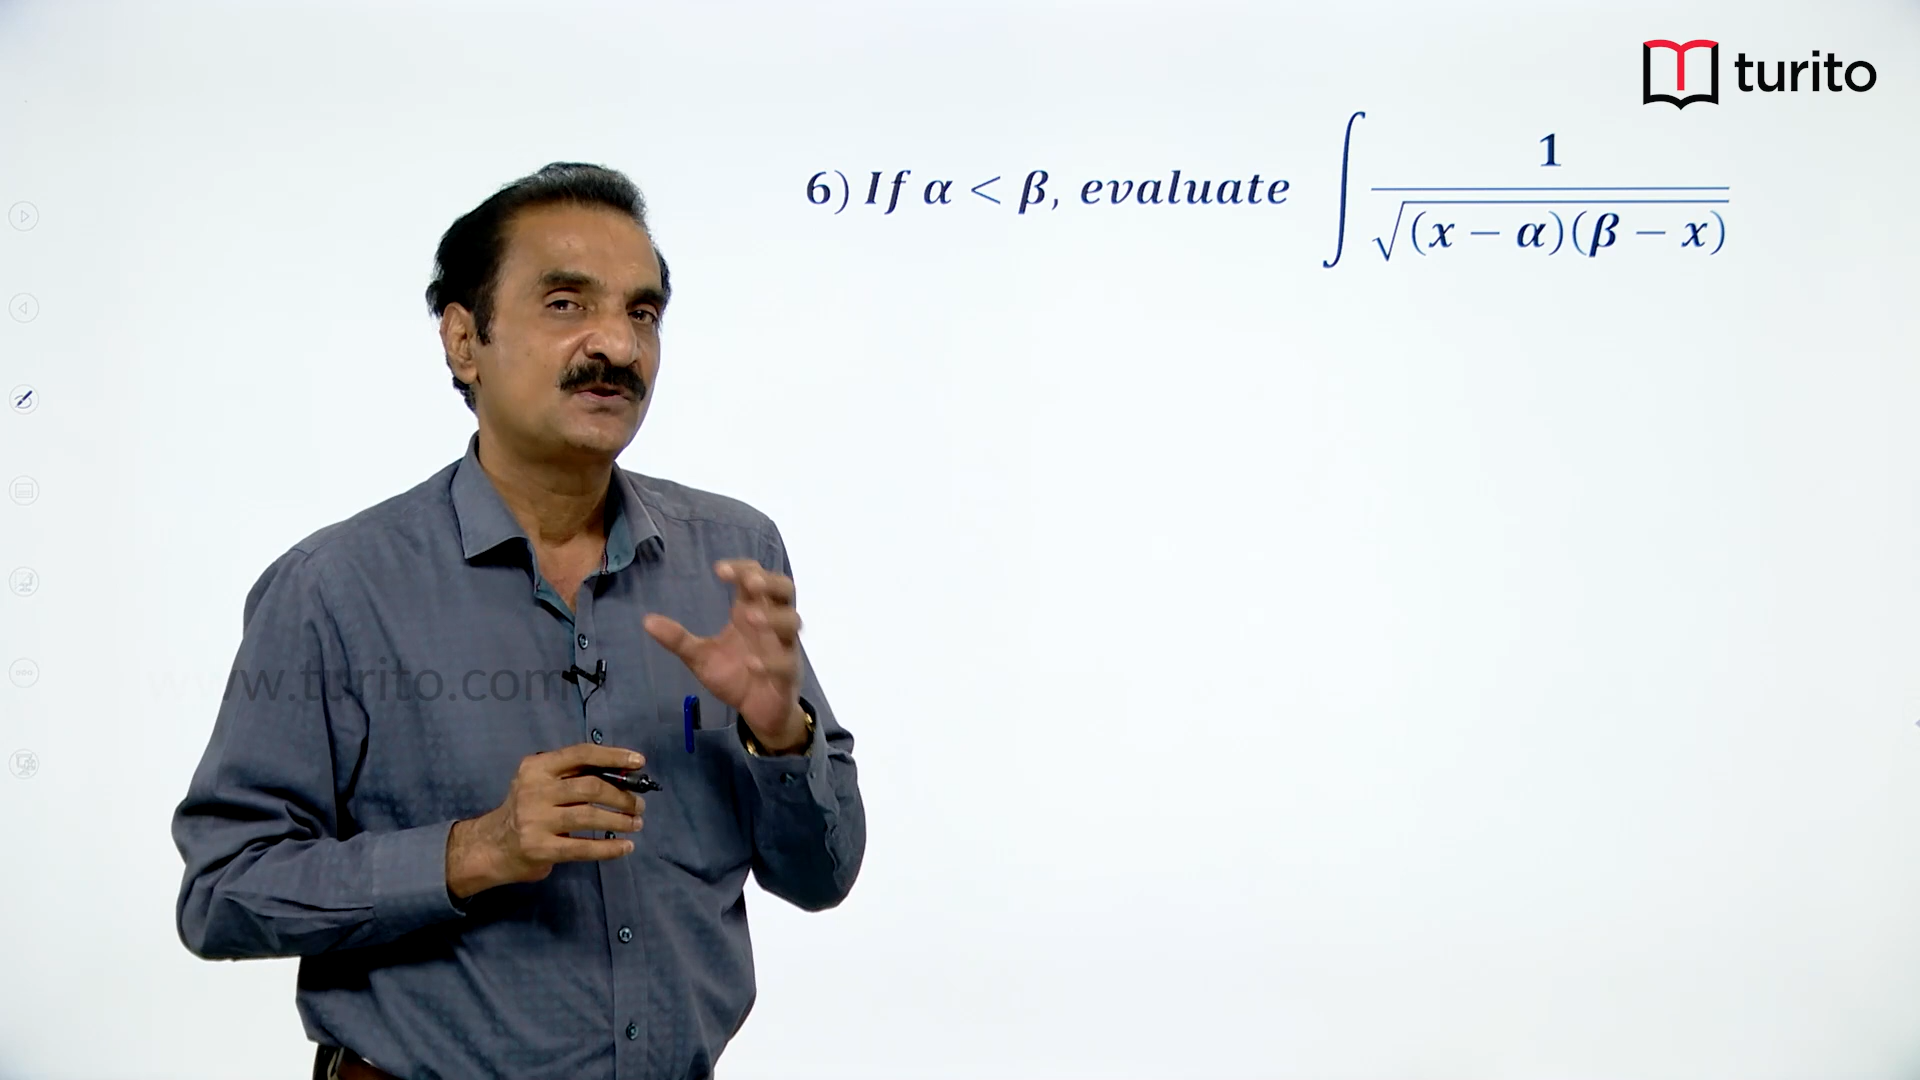 turito
6) If α < β, evaluate ∫ 1 / √(x − α)(β − x)
www.turito.com